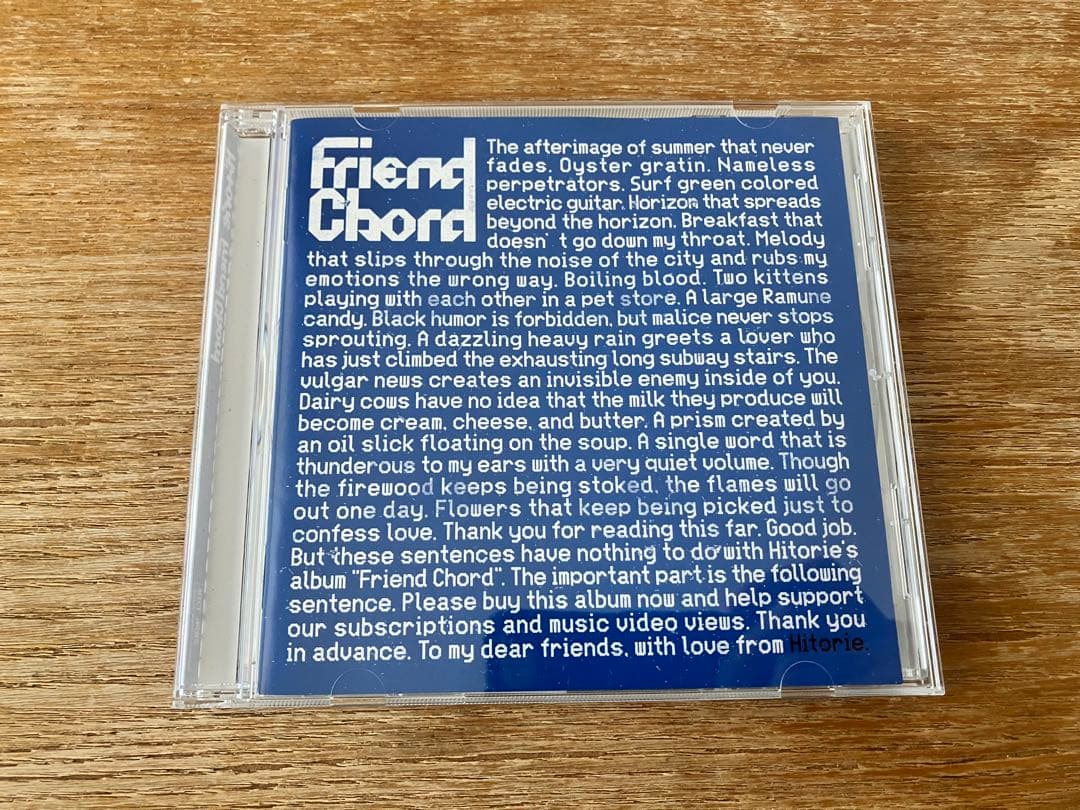 Friend
Chord
The afterimage of summer that never
fades. Oyster gratin. Nameless
perpetrators. Surf green colored
electric guitar. Horizon that spreads
beyond the horizon. Breakfast that
doesn't go down my throat. Melody
that slips through the noise of the city and rubs my
emotions the wrong way. Boiling blood. Two kittens
playing with each other in a pet store. A large Ramune
candy. Black humor is forbidden, but malice never stops
sprouting. A dazzling heavy rain greets a lover who
has just climbed the exhausting long subway stairs. The
vulgar news creates an invisible enemy inside of you.
Dairy cows have no idea that the milk they produce will
become cream, cheese, and butter. A prism created by
an oil slick floating on the soup. A single word that is
thunderous to my ears with a very quiet volume. Though
the firewood keeps being stoked, the flames will go
out one day. Flowers that keep being picked just to
confess love. Thank you for reading this far. Good job.
But these sentences have nothing to do with Hitorie's
album "Friend Chord". The important part is the following
sentence. Please buy this album now and help support
our subscriptions and music video views. Thank you
in advance. To my dear friends, with love from Hitorie.